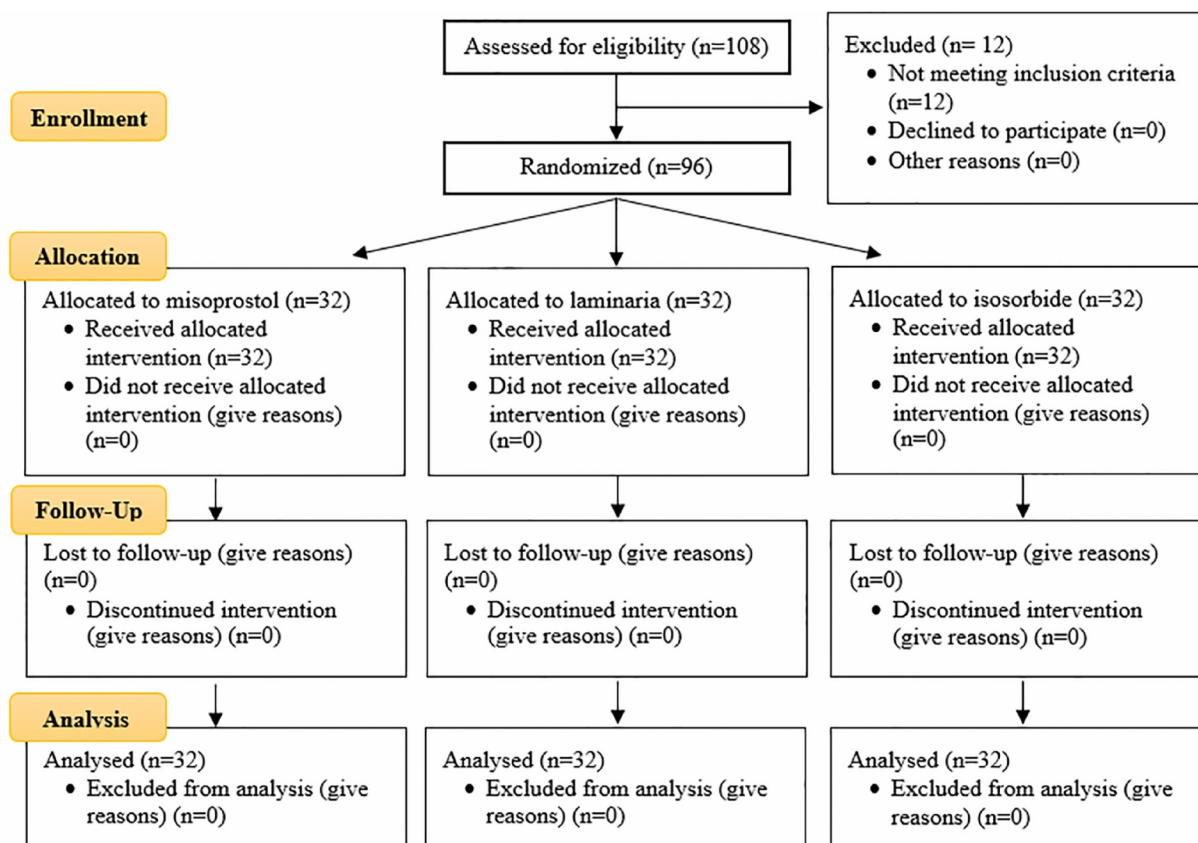 Assessed for eligibility (n=108)
Excluded (n= 12)
• Not meeting inclusion criteria
(n=12)
• Declined to participate (n=0)
• Other reasons (n=0)
Enrollment
Randomized (n=96)
Allocation
Allocated to misoprostol (n=32)
• Received allocated
intervention (n=32)
• Did not receive allocated
intervention (give reasons)
(n=0)
Allocated to laminaria (n=32)
• Received allocated
intervention (n=32)
• Did not receive allocated
intervention (give reasons)
(n=0)
Allocated to isosorbide (n=32)
• Received allocated
intervention (n=32)
• Did not receive allocated
intervention (give reasons)
(n=0)
Follow-Up
Lost to follow-up (give reasons)
(n=0)
• Discontinued intervention
(give reasons) (n=0)
Lost to follow-up (give reasons)
(n=0)
• Discontinued intervention
(give reasons) (n=0)
Lost to follow-up (give reasons)
(n=0)
• Discontinued intervention
(give reasons) (n=0)
Analysis
Analysed (n=32)
• Excluded from analysis (give
reasons) (n=0)
Analysed (n=32)
• Excluded from analysis (give
reasons) (n=0)
Analysed (n=32)
• Excluded from analysis (give
reasons) (n=0)